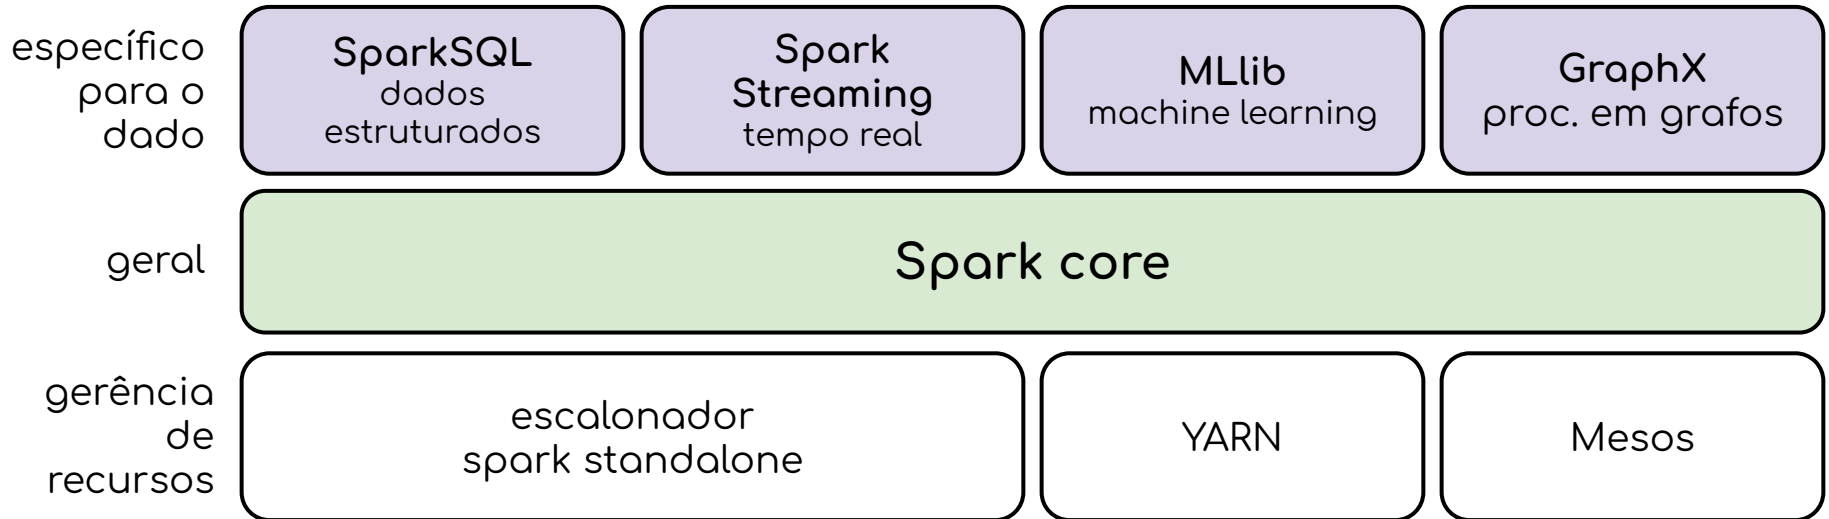 específico
para o
dado
SparkSQL
dados
estruturados
Spark
Streaming
tempo real
MLlib
machine learning
GraphX
proc. em grafos
geral
Spark core
gerência
de
recursos
escalonador
spark standalone
YARN
Mesos